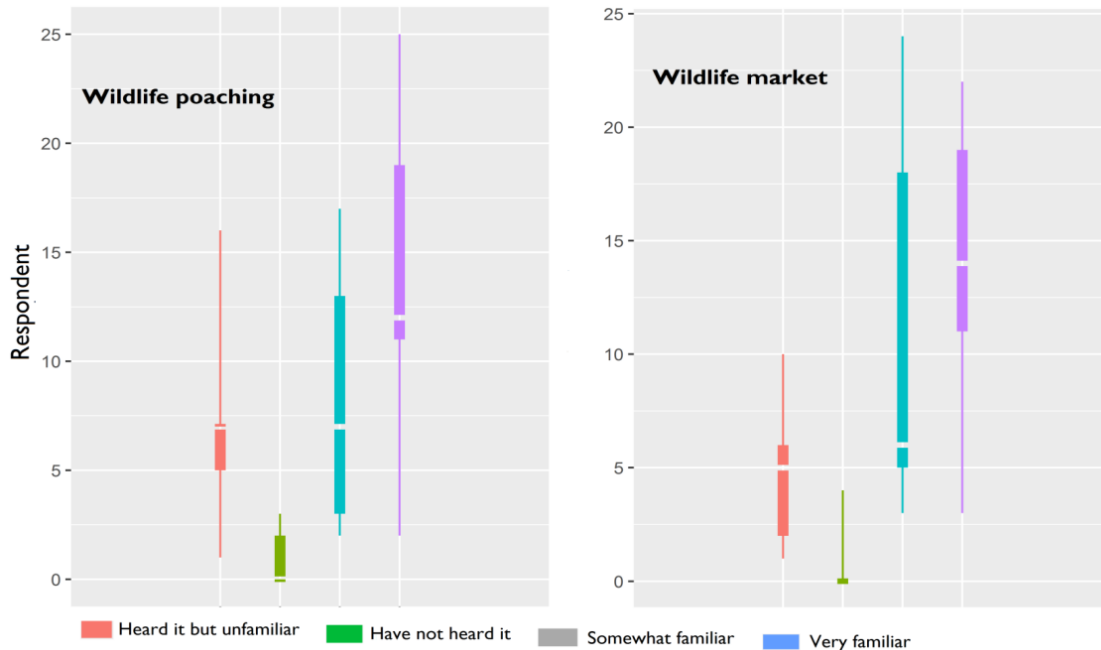 Wildlife poaching
Respondent
25
20
15
10
5
0
Wildlife market
25
20
15
10
5
0
Heard it but unfamiliar
Have not heard it
Somewhat familiar
Very familiar